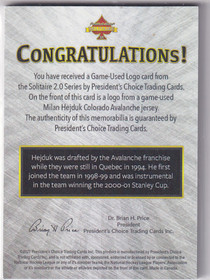 CONGRATULATIONS!
You have received a Game-Used Logo card from
the Solitaire 2.0 Series by President's Choice Trading Cards.
On the front of this card is a logo from a game-used
Milan Hejduk Colorado Avalanche Jersey.
The authenticity of this memorabilia is guaranteed by
President's Choice Trading Cards.
Hejduk was drafted by the Avalanche franchise
while they were still in Quebec in 1994. He first
joined the team in 1998-99 and was instrumental
in the team winning the 2000-01 Stanley Cup.
Dr. Brian H. Price
President
President's Choice Trading Cards Inc.